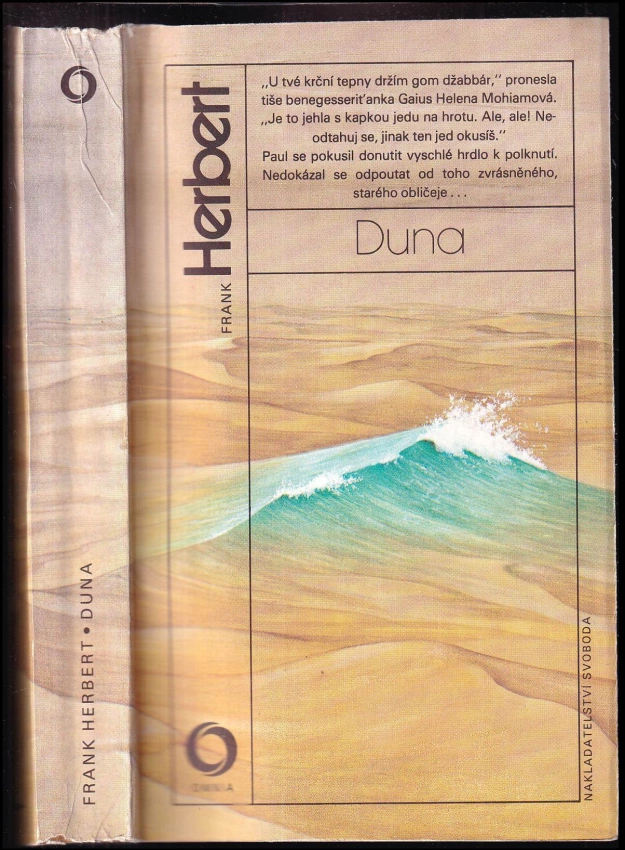 FRANK HERBERT • DUNA
FRANK Herbert
„U tvé krční tepny držím gom džabbár,“ pronesla
tiše benegesserit'anka Gaius Helena Mohiamová.
„Je to jehla s kapkou jedu na hrotu. Ale, ale! Ne-
odtahuj se, jinak ten jed okusíš.“
Paul se pokusil donutit vyschlé hrdlo k polknutí.
Nedokázal se odpoutat od toho zvrásněného,
starého obličeje . . .
Duna
OMNIA
NAKLADATELSTVÍ SVOBODA